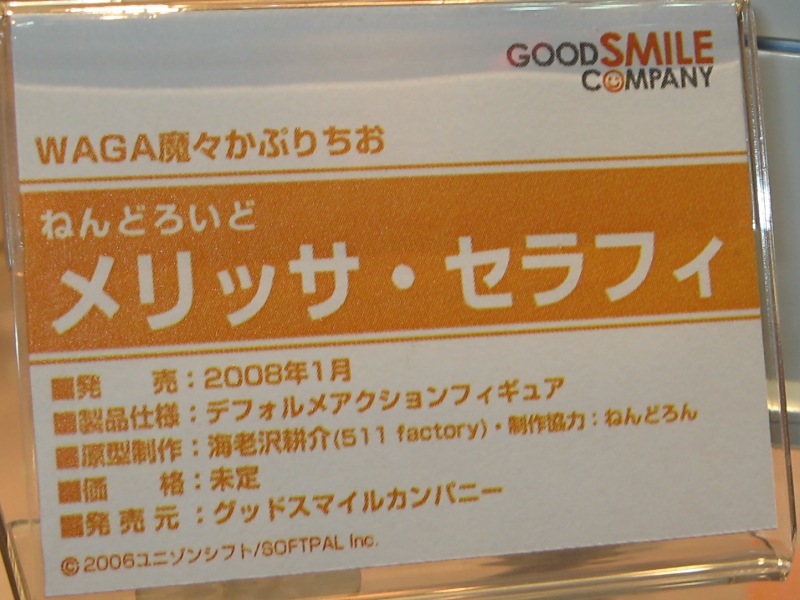 GOOD SMILE
COMPANY
WAGA魔々かぷりちお
ねんどろいど
メリッサ・セラフィ
■発　売：2008年1月
■製品仕様：デフォルメアクションフィギュア
■原型制作：海老沢耕介(511 factory)・制作協力：ねんどろん
■価　格：未定
■発売元：グッドスマイルカンパニー
©2006ユニゾンシフト/SOFTPAL Inc.